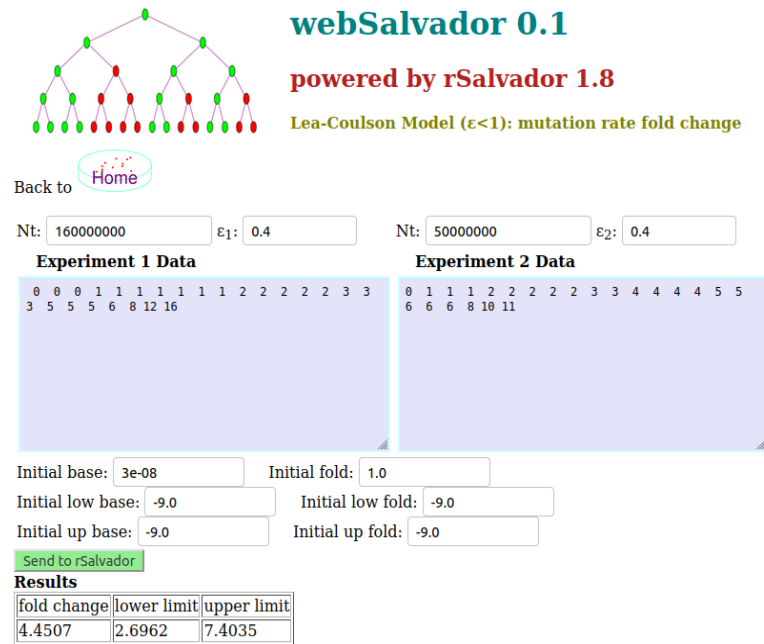 webSalvador 0.1
powered by rSalvador 1.8
Lea-Coulson Model (ε<1): mutation rate fold change
Back to Home
Nt: 160000000 ε1: 0.4 Nt: 50000000 ε2: 0.4
Experiment 1 Data Experiment 2 Data
0 0 0 1 1 1 1 1 1 1 2 2 2 2 2 3 3
3 5 5 5 6 8 12 16
0 1 1 1 2 2 2 2 2 3 3 4 4 4 4 5 5
6 6 6 8 10 11
Initial base: 3e-08 Initial fold: 1.0
Initial low base: -9.0 Initial low fold: -9.0
Initial up base: -9.0 Initial up fold: -9.0
Send to rSalvador
Results
fold change lower limit upper limit
4.4507 2.6962 7.4035